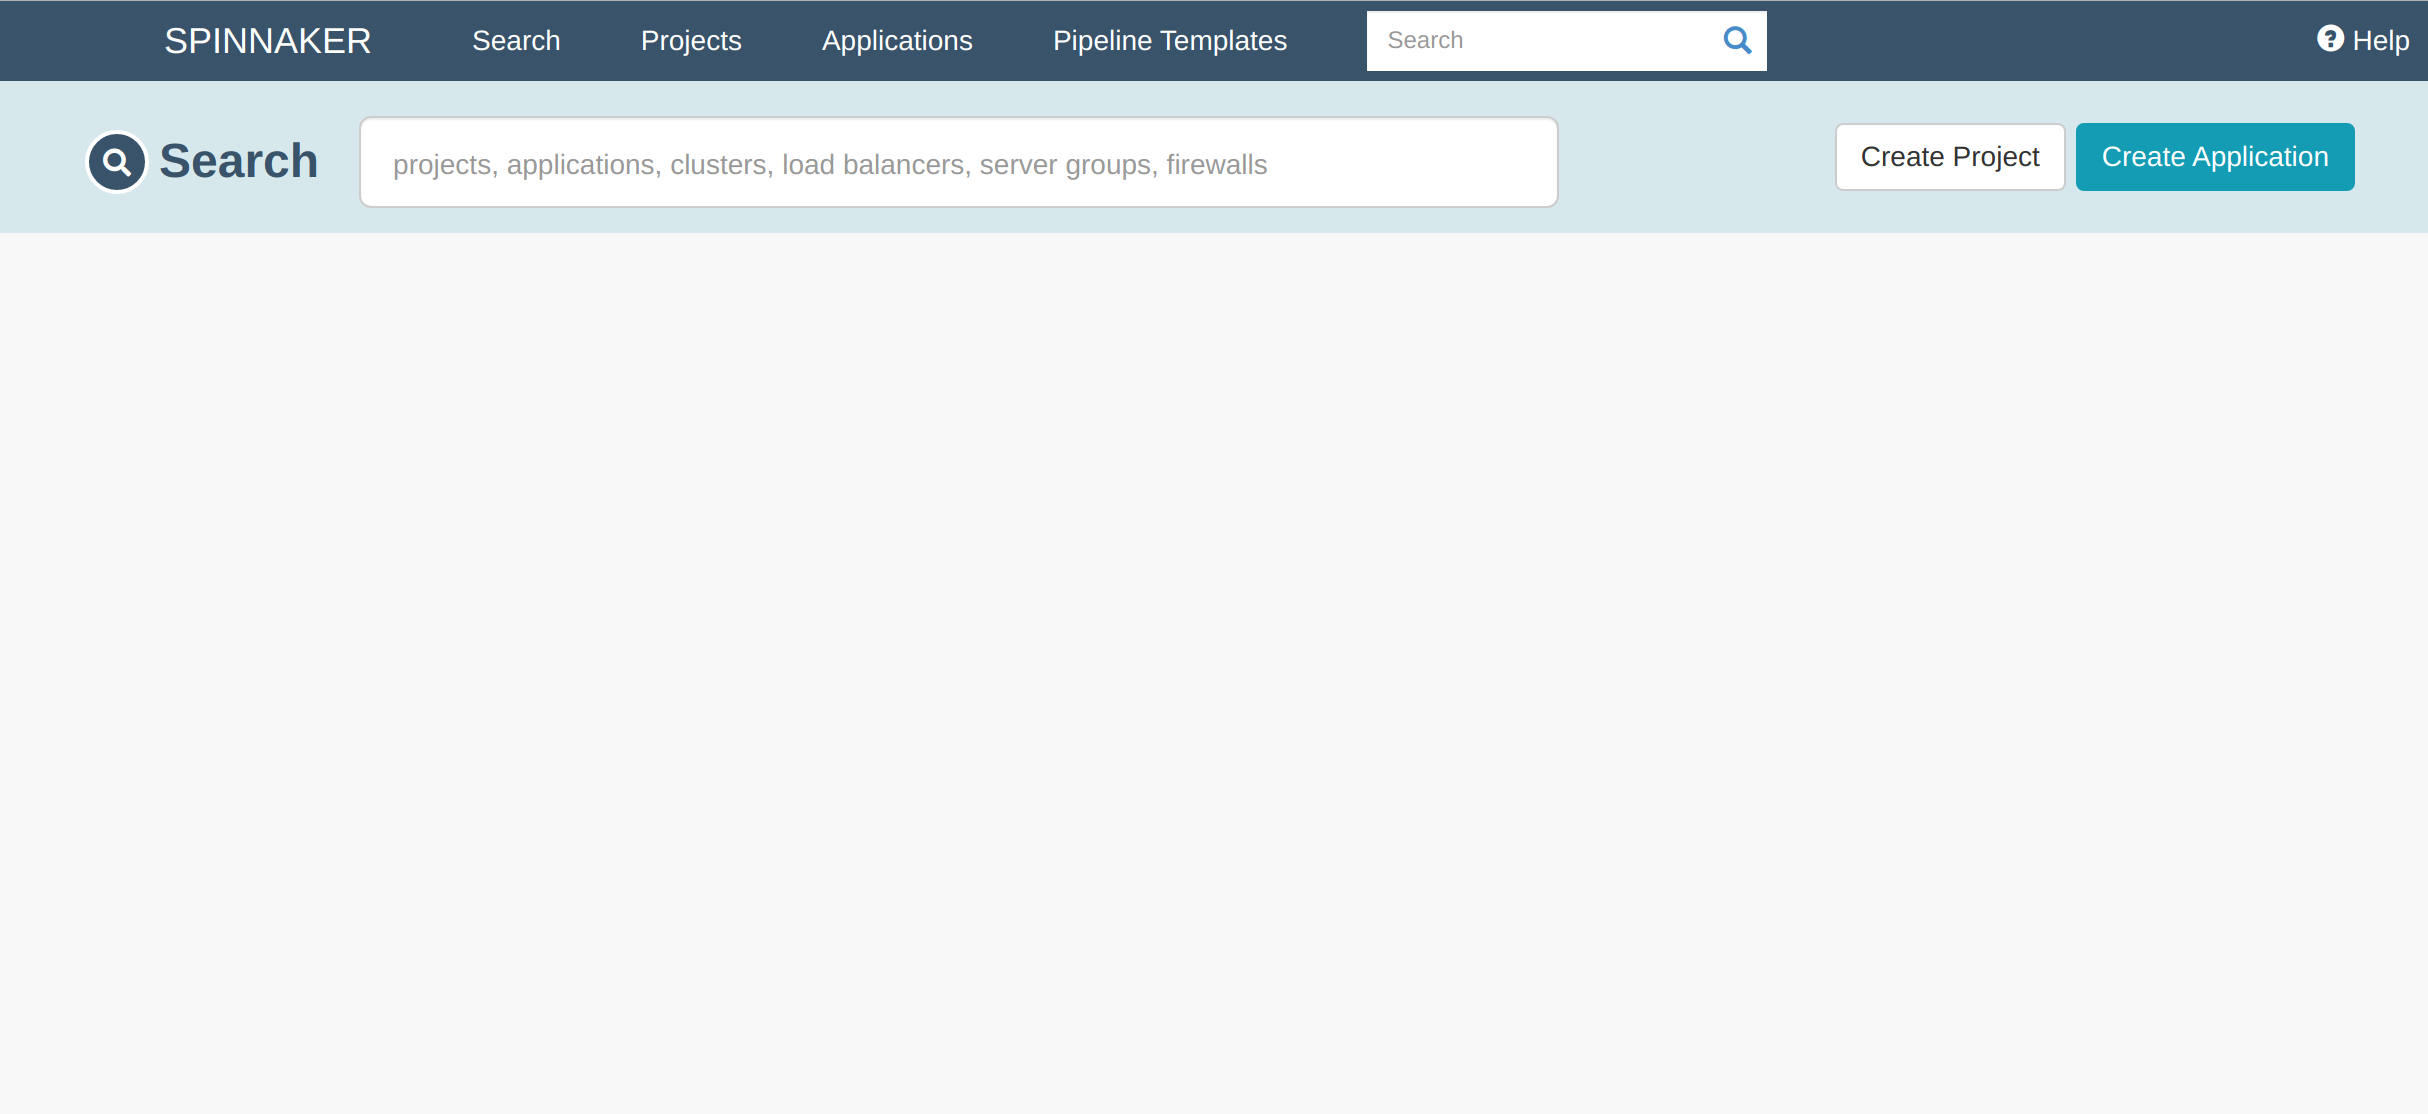 SPINNAKER Search Projects Applications Pipeline Templates Search Help
Search projects, applications, clusters, load balancers, server groups, firewalls Create Project Create Application